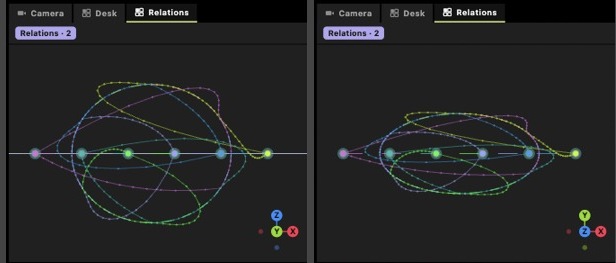 Camera
Desk
Relations
Relations · 2
Z
Y
X
Camera
Desk
Relations
Relations · 2
Y
Z
X